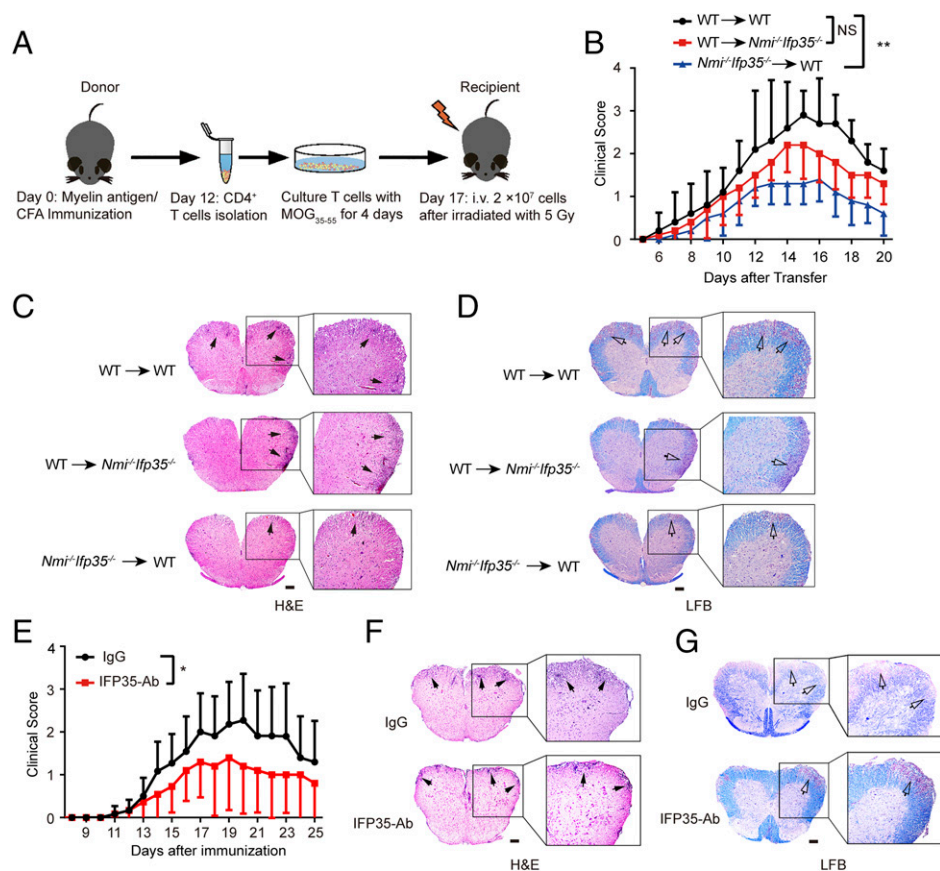 A
Donor
Recipient
Day 0: Myelin antigen/
CFA Immunization
Day 12: CD4⁺
T cells isolation
Culture T cells with
MOG₃₅₋₅₅
for 4 days
Day 17: i.v. 2 ×10⁷ cells
after irradiated with 5 Gy
B
WT → WT
WT → Nmi⁻/⁻Ifp35⁻/⁻
Nmi⁻/⁻Ifp35⁻/⁻ → WT
NS
**
Clinical Score
4
3
2
1
0
6 8 10 12 14 16 18 20
Days after Transfer
C
WT → WT
WT → Nmi⁻/⁻Ifp35⁻/⁻
Nmi⁻/⁻Ifp35⁻/⁻ → WT
H&E
D
WT → WT
WT → Nmi⁻/⁻Ifp35⁻/⁻
Nmi⁻/⁻Ifp35⁻/⁻ → WT
LFB
E
IgG
IFP35-Ab
*
Clinical Score
4
3
2
1
0
9 11 13 15 17 19 21 23 25
Days after immunization
F
IgG
IFP35-Ab
H&E
G
IgG
IFP35-Ab
LFB